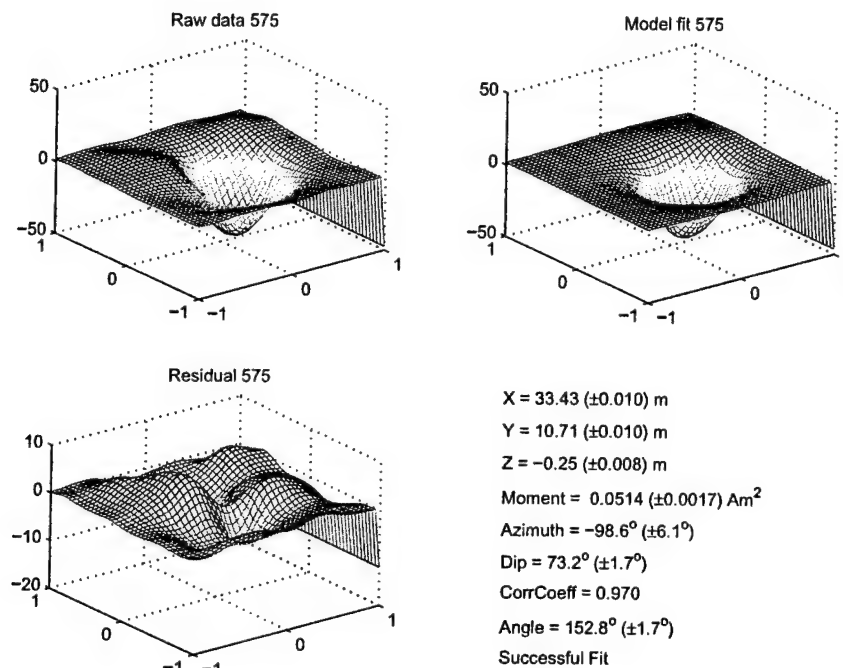 Raw data 575
50
0
−50
1
0
−1
−1
0
1
Model fit 575
50
0
−50
1
0
−1
−1
0
1
Residual 575
10
0
−10
−20
1
0
−1
−1
0
1
X = 33.43 (±0.010) m
Y = 10.71 (±0.010) m
Z = −0.25 (±0.008) m
Moment = 0.0514 (±0.0017) Am²
Azimuth = −98.6° (±6.1°)
Dip = 73.2° (±1.7°)
CorrCoeff = 0.970
Angle = 152.8° (±1.7°)
Successful Fit